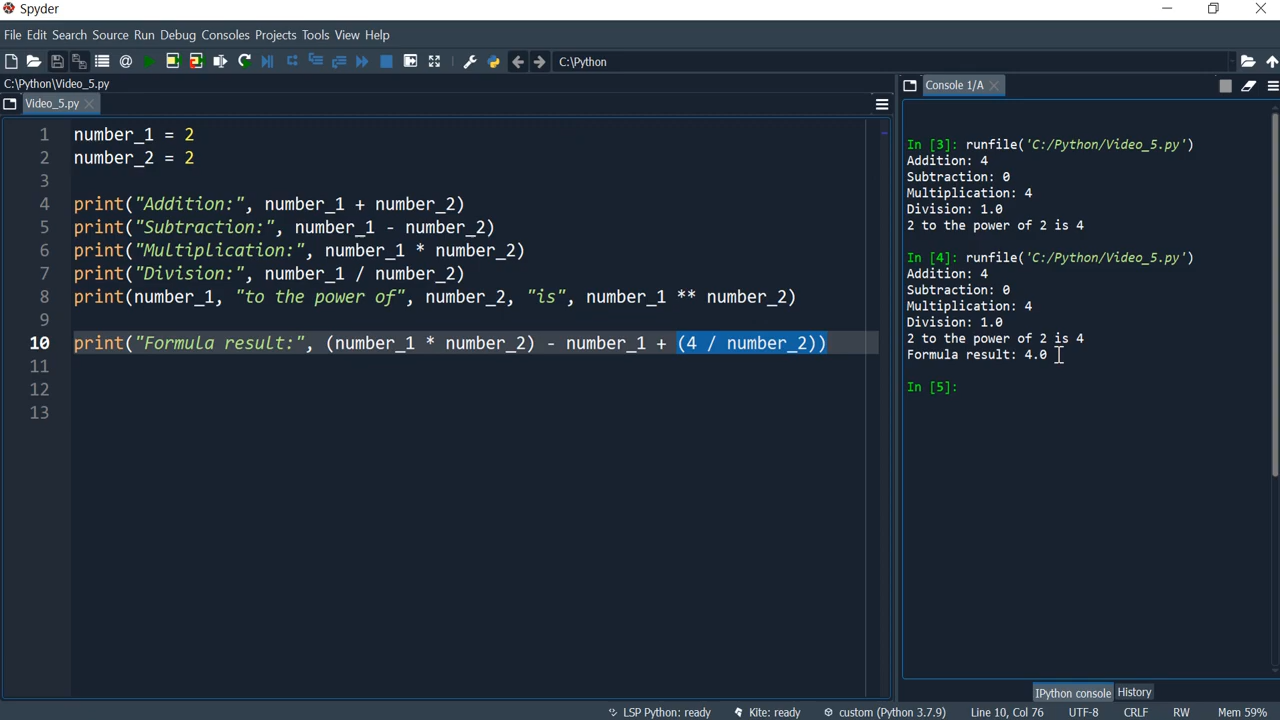 Spyder
File Edit Search Source Run Debug Consoles Projects Tools View Help
C:\Python
C:\Python\Video_5.py
Video_5.py
1 number_1 = 2
2 number_2 = 2
3
4 print("Addition:", number_1 + number_2)
5 print("Subtraction:", number_1 - number_2)
6 print("Multiplication:", number_1 * number_2)
7 print("Division:", number_1 / number_2)
8 print(number_1, "to the power of", number_2, "is", number_1 ** number_2)
9
10 print("Formula result:", (number_1 * number_2) - number_1 + (4 / number_2))
11
12
13
Console 1/A
In [3]: runfile('C:/Python/Video_5.py')
Addition: 4
Subtraction: 0
Multiplication: 4
Division: 1.0
2 to the power of 2 is 4
In [4]: runfile('C:/Python/Video_5.py')
Addition: 4
Subtraction: 0
Multiplication: 4
Division: 1.0
2 to the power of 2 is 4
Formula result: 4.0
In [5]:
IPython console History
LSP Python: ready Kite: ready custom (Python 3.7.9) Line 10, Col 76 UTF-8 CRLF RW Mem 59%